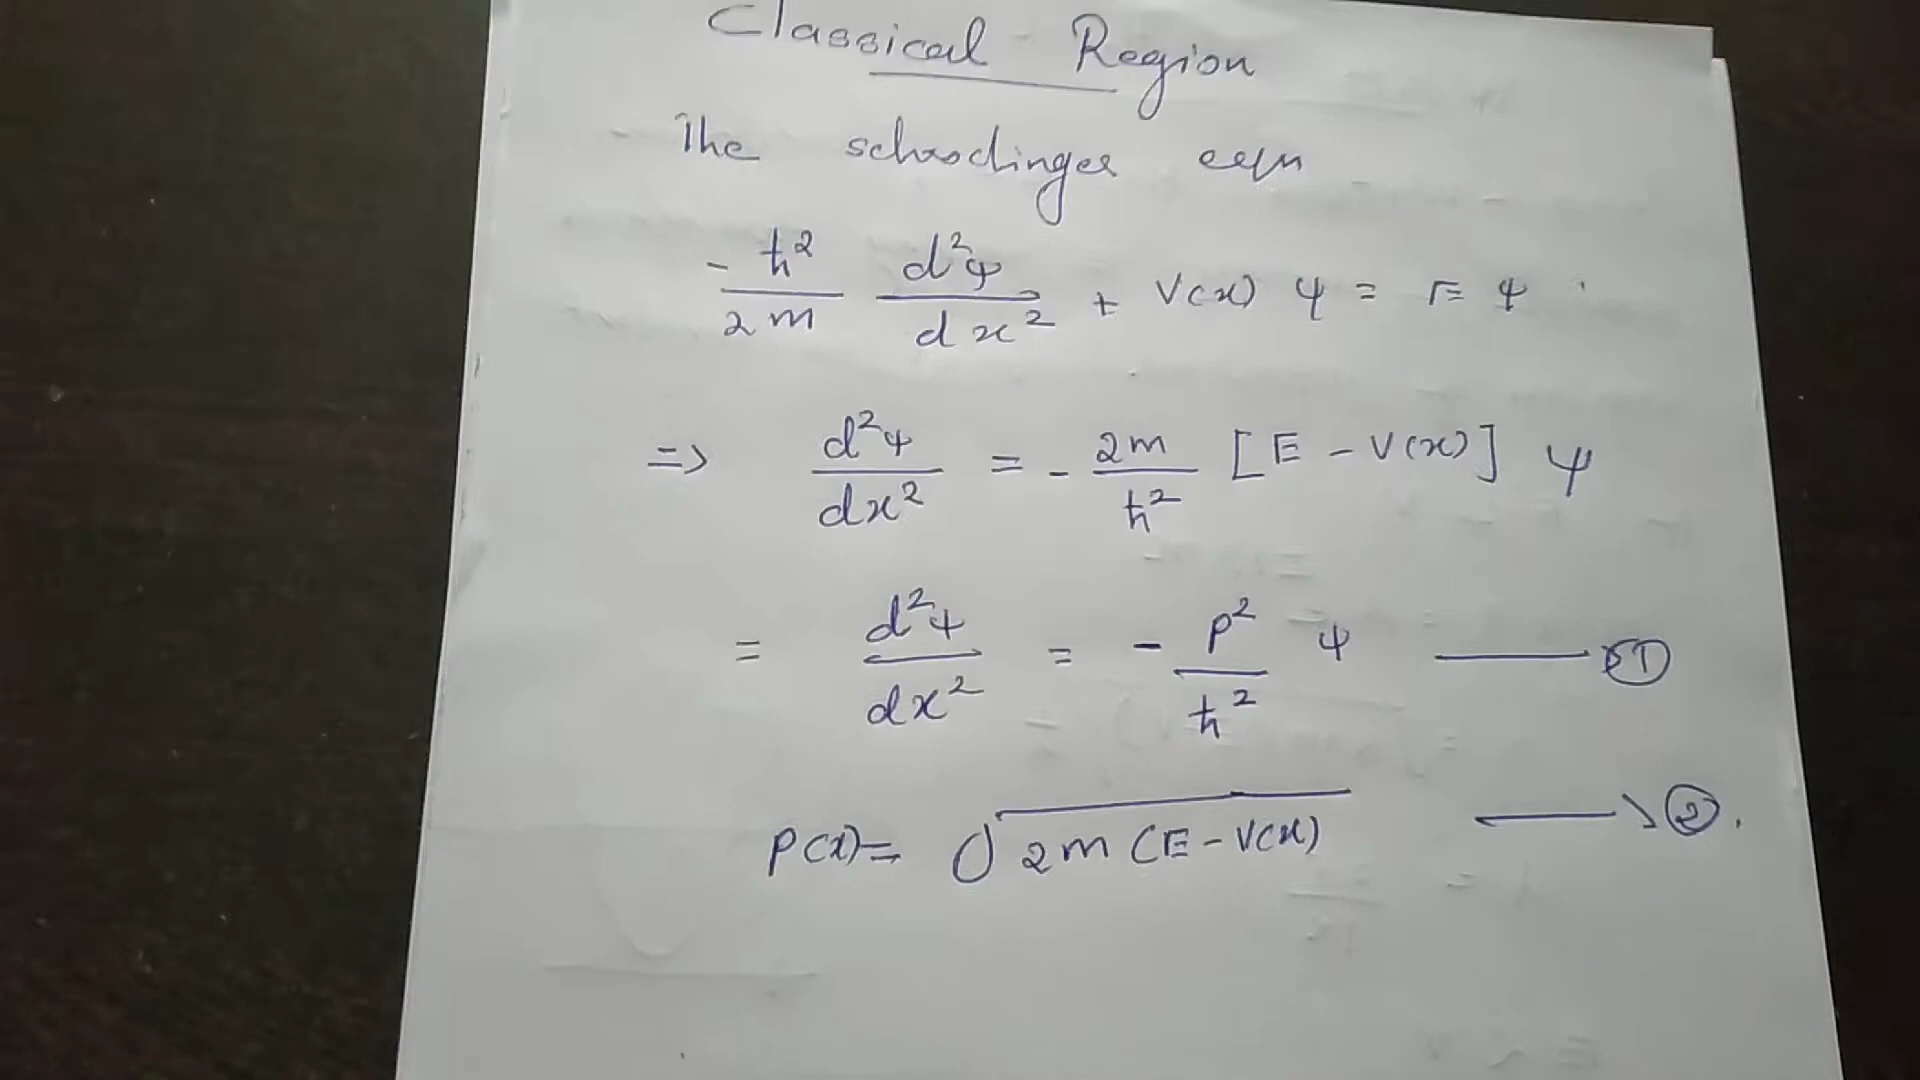 Classical Region
The schrodinger eqn
- ħ²/2m d²ψ/dx² + V(x) ψ = E ψ
=> d²ψ/dx² = - 2m/ħ² [E - V(x)] ψ
= d²ψ/dx² = - p²/ħ² ψ —— ①
P(x) = √2m (E - V(x)) —> ②.